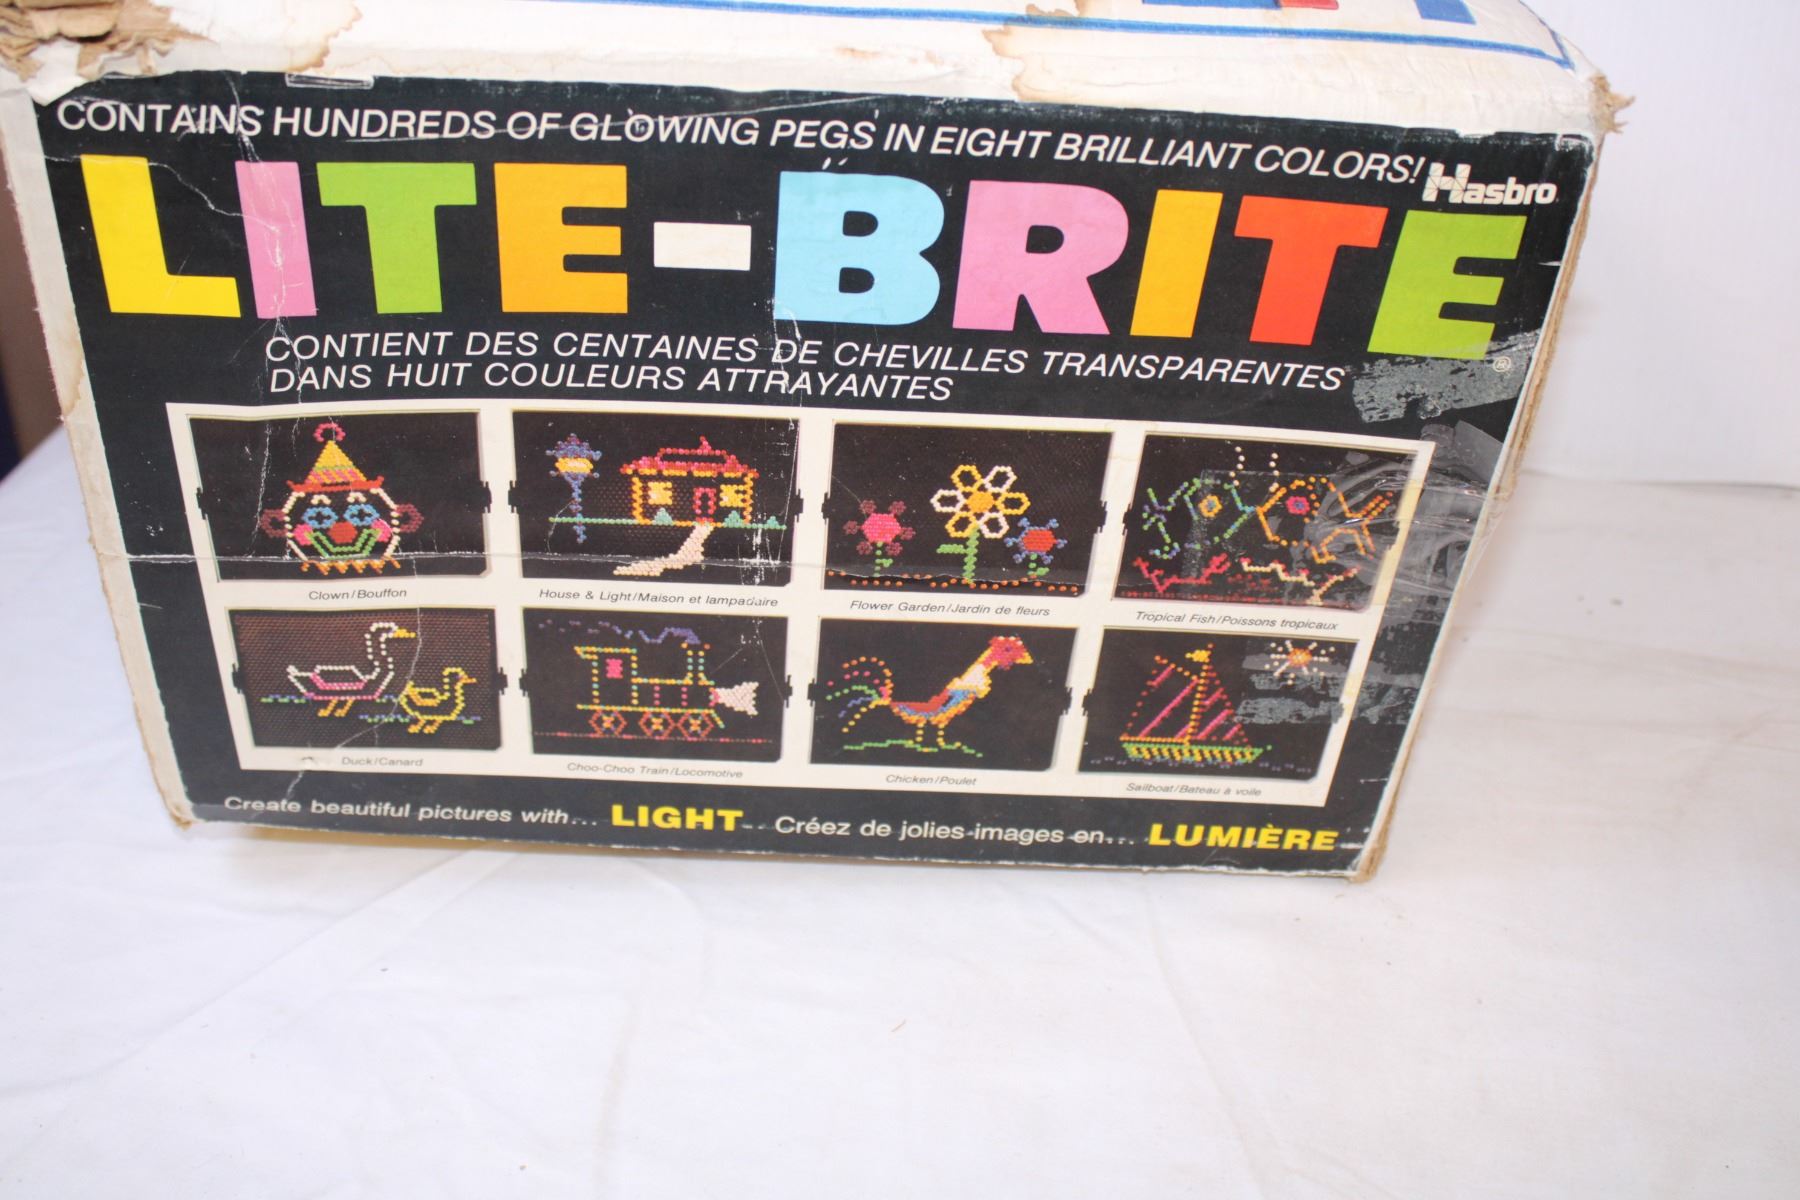 CONTAINS HUNDREDS OF GLOWING PEGS IN EIGHT BRILLIANT COLORS!
Hasbro
LITE-BRITE®
CONTIENT DES CENTAINES DE CHEVILLES TRANSPARENTES
DANS HUIT COULEURS ATTRAYANTES
Clown/Bouffon
House & Light/Maison et lampadaire
Flower Garden/Jardin de fleurs
Tropical Fish/Poissons tropicaux
Duck/Canard
Choo-Choo Train/Locomotive
Chicken/Poulet
Sailboat/Bateau à voile
Create beautiful pictures with... LIGHT
Créez de jolies images en... LUMIÈRE